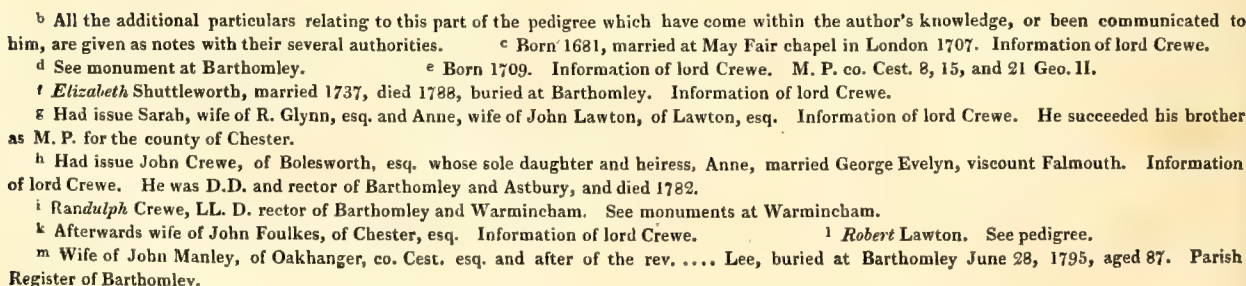 b All the additional particulars relating to this part of the pedigree which have come within the author's knowledge, or been communicated to
him, are given as notes with their several authorities. c Born 1681, married at May Fair chapel in London 1707. Information of lord Crewe.
d See monument at Barthomley. e Born 1709. Information of lord Crewe. M. P. co. Cest. 8, 15, and 21 Geo. II.
f Elizabeth Shuttleworth, married 1737, died 1788, buried at Barthomley. Information of lord Crewe.
g Had issue Sarah, wife of R. Glynn, esq. and Anne, wife of John Lawton, of Lawton, esq. Information of lord Crewe. He succeeded his brother
as M. P. for the county of Chester.
h Had issue John Crewe, of Bolesworth, esq. whose sole daughter and heiress, Anne, married George Evelyn, viscount Falmouth. Information
of lord Crewe. He was D.D. and rector of Barthomley and Astbury, and died 1782.
i Randulph Crewe, LL. D. rector of Barthomley and Warmincham. See monuments at Warmincham.
k Afterwards wife of John Foulkes, of Chester, esq. Information of lord Crewe. l Robert Lawton. See pedigree.
m Wife of John Manley, of Oakhanger, co. Cest. esq. and after of the rev. .... Lee, buried at Barthomley June 28, 1795, aged 87. Parish
Register of Barthomley.